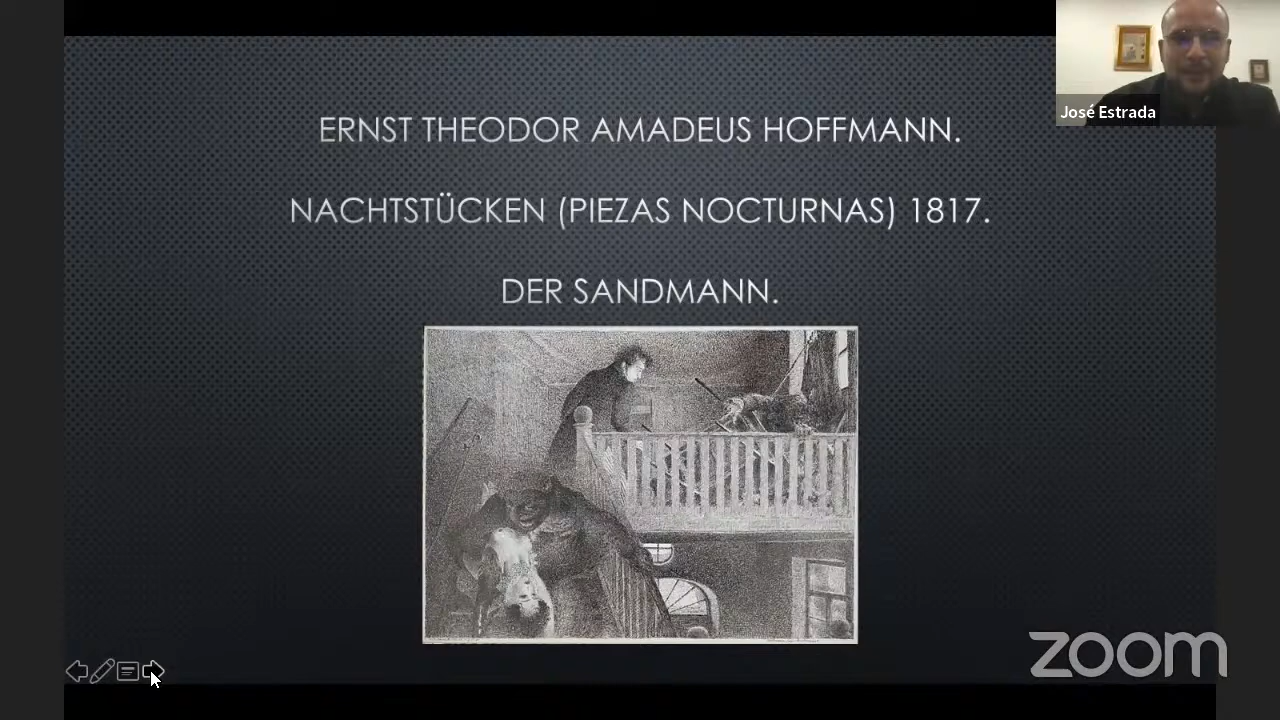 José Estrada
ERNST THEODOR AMADEUS HOFFMANN.
NACHTSTÜCKEN (PIEZAS NOCTURNAS) 1817.
DER SANDMANN.
zoom